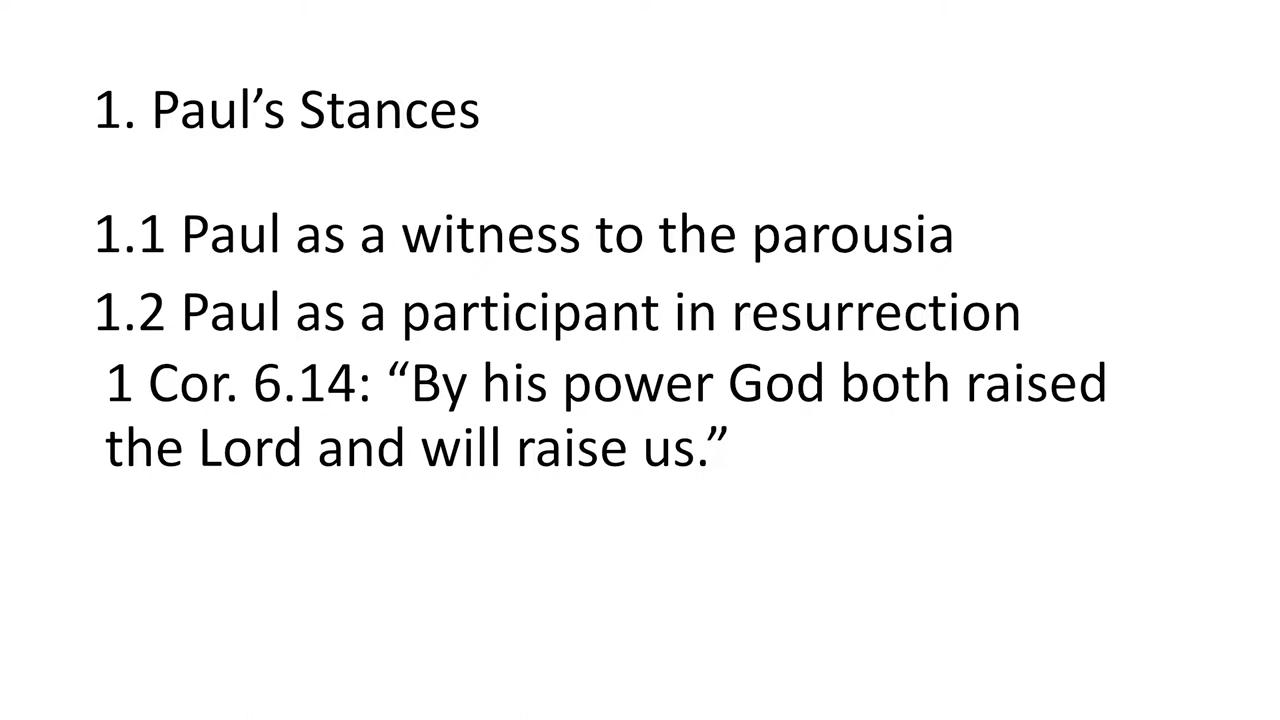 1. Paul’s Stances
1.1 Paul as a witness to the parousia
1.2 Paul as a participant in resurrection
1 Cor. 6.14: “By his power God both raised
the Lord and will raise us.”